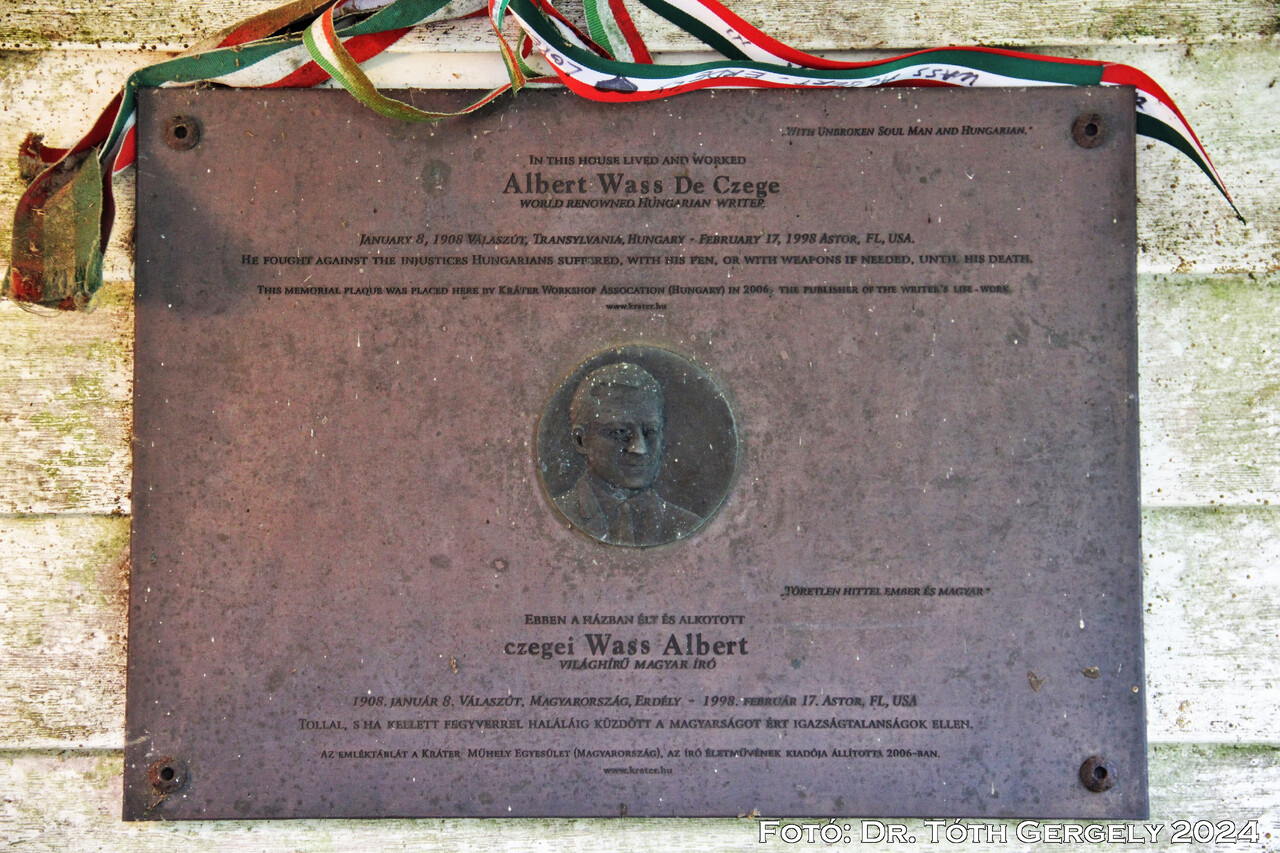 „With Unbroken Soul Man and Hungarian."
In this house lived and worked
Albert Wass De Czege
world renowned Hungarian writer
January 8, 1908 Válaszút, Transylvania, Hungary - February 17, 1998 Astor, FL, USA.
He fought against the injustices Hungarians suffered, with his pen, or with weapons if needed, until his death.
This memorial plaque was placed here by Kráter Workshop Assocation (Hungary) in 2006, the publisher of the writer's life-work
www.krater.hu
„Töretlen hittel ember és magyar"
Ebben a házban élt és alkotott
czegei Wass Albert
világhírű magyar író
1908. január 8. Válaszút, Magyarország, Erdély - 1998. február 17. Astor, FL, USA
Tollal, s ha kellett fegyverrel haláláig küzdött a magyarságot ért igazságtalanságok ellen.
Az emléktáblát a Kráter Műhely Egyesület (Magyarország), az író életművének kiadója állította 2006-ban.
www.krater.hu
Fotó: Dr. Tóth Gergely 2024